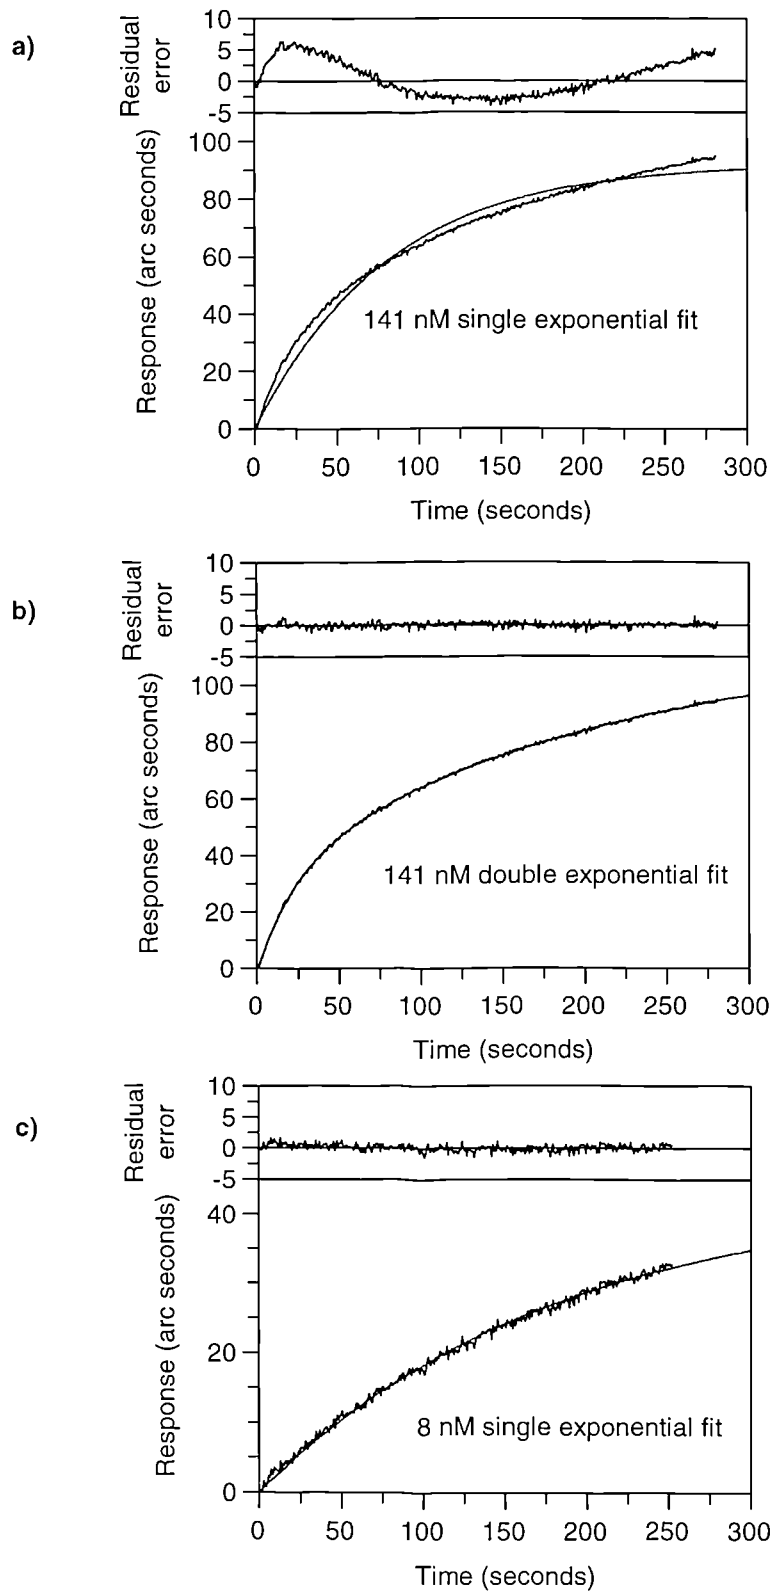 a)
Residual error
10
5
0
-5
Response (arc seconds)
100
80
60
40
20
0
141 nM single exponential fit
0 50 100 150 200 250 300
Time (seconds)
b)
Residual error
10
5
0
-5
Response (arc seconds)
100
80
60
40
20
0
141 nM double exponential fit
0 50 100 150 200 250 300
Time (seconds)
c)
Residual error
10
5
0
-5
Response (arc seconds)
40
20
0
8 nM single exponential fit
0 50 100 150 200 250 300
Time (seconds)